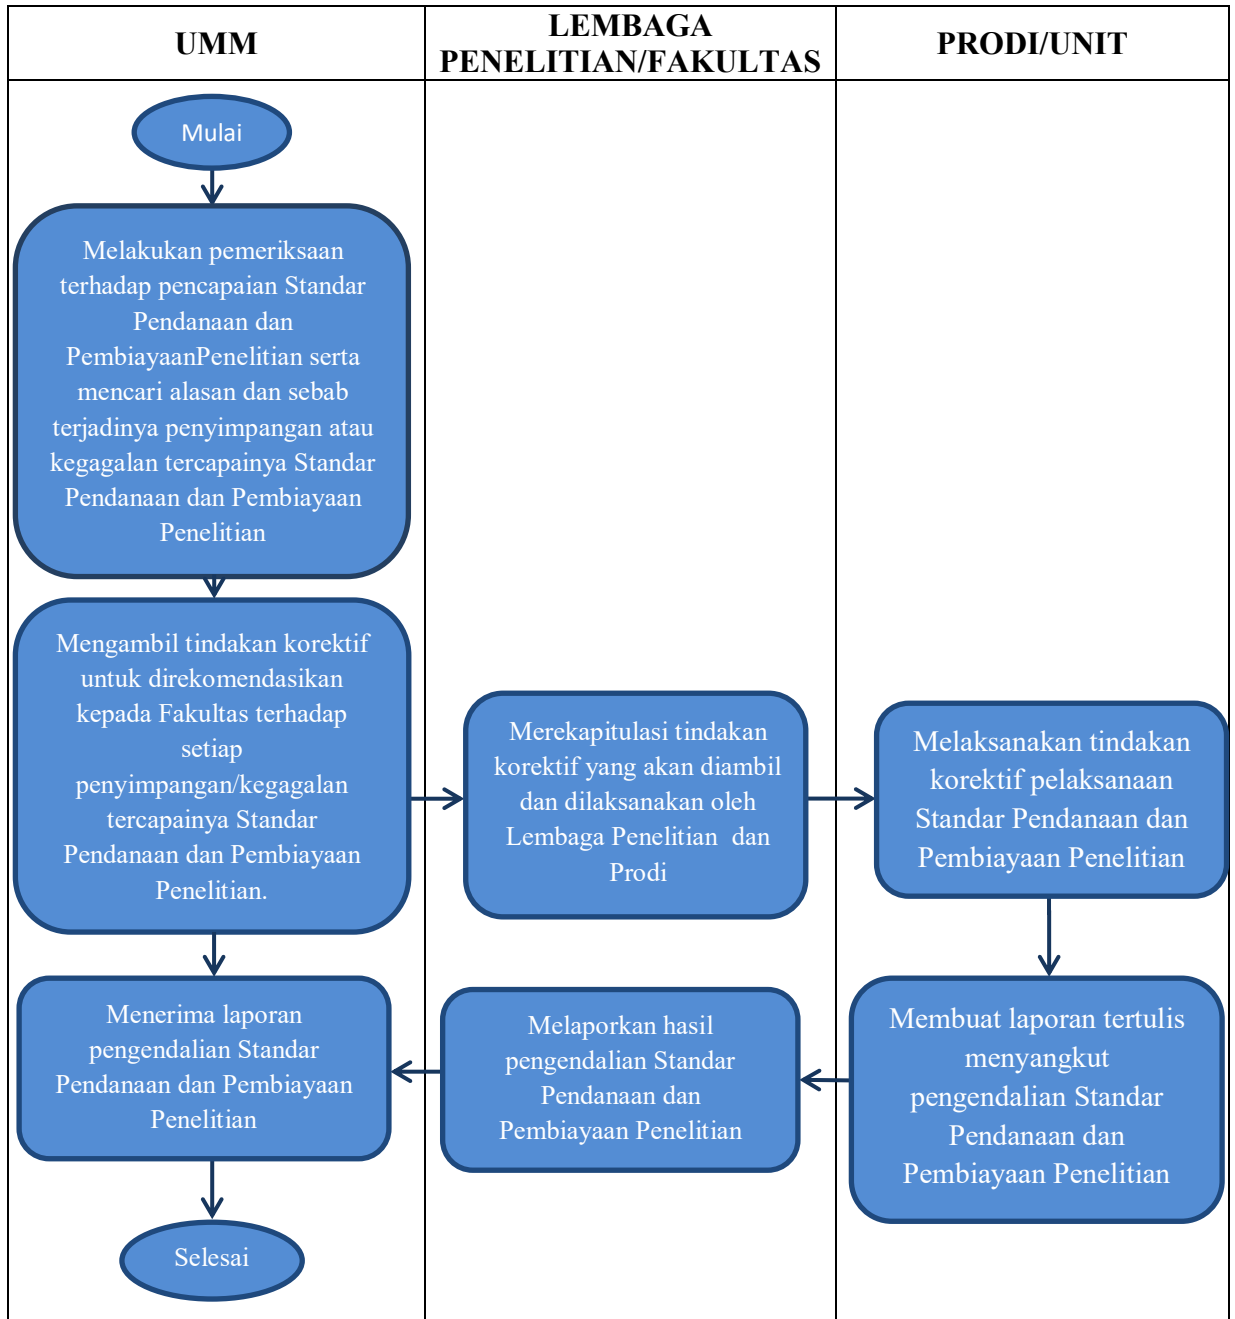 UMM
LEMBAGA
PENELITIAN/FAKULTAS
PRODI/UNIT
Mulai
Melakukan pemeriksaan
terhadap pencapaian Standar
Pendanaan dan
PembiayaanPenelitian serta
mencari alasan dan sebab
terjadinya penyimpangan atau
kegagalan tercapainya Standar
Pendanaan dan Pembiayaan
Penelitian
Mengambil tindakan korektif
untuk direkomendasikan
kepada Fakultas terhadap
setiap
penyimpangan/kegagalan
tercapainya Standar
Pendanaan dan Pembiayaan
Penelitian.
Merekapitulasi tindakan
korektif yang akan diambil
dan dilaksanakan oleh
Lembaga Penelitian  dan
Prodi
Melaksanakan tindakan
korektif pelaksanaan
Standar Pendanaan dan
Pembiayaan Penelitian
Membuat laporan tertulis
menyangkut
pengendalian Standar
Pendanaan dan
Pembiayaan Penelitian
Melaporkan hasil
pengendalian Standar
Pendanaan dan
Pembiayaan Penelitian
Menerima laporan
pengendalian Standar
Pendanaan dan Pembiayaan
Penelitian
Selesai